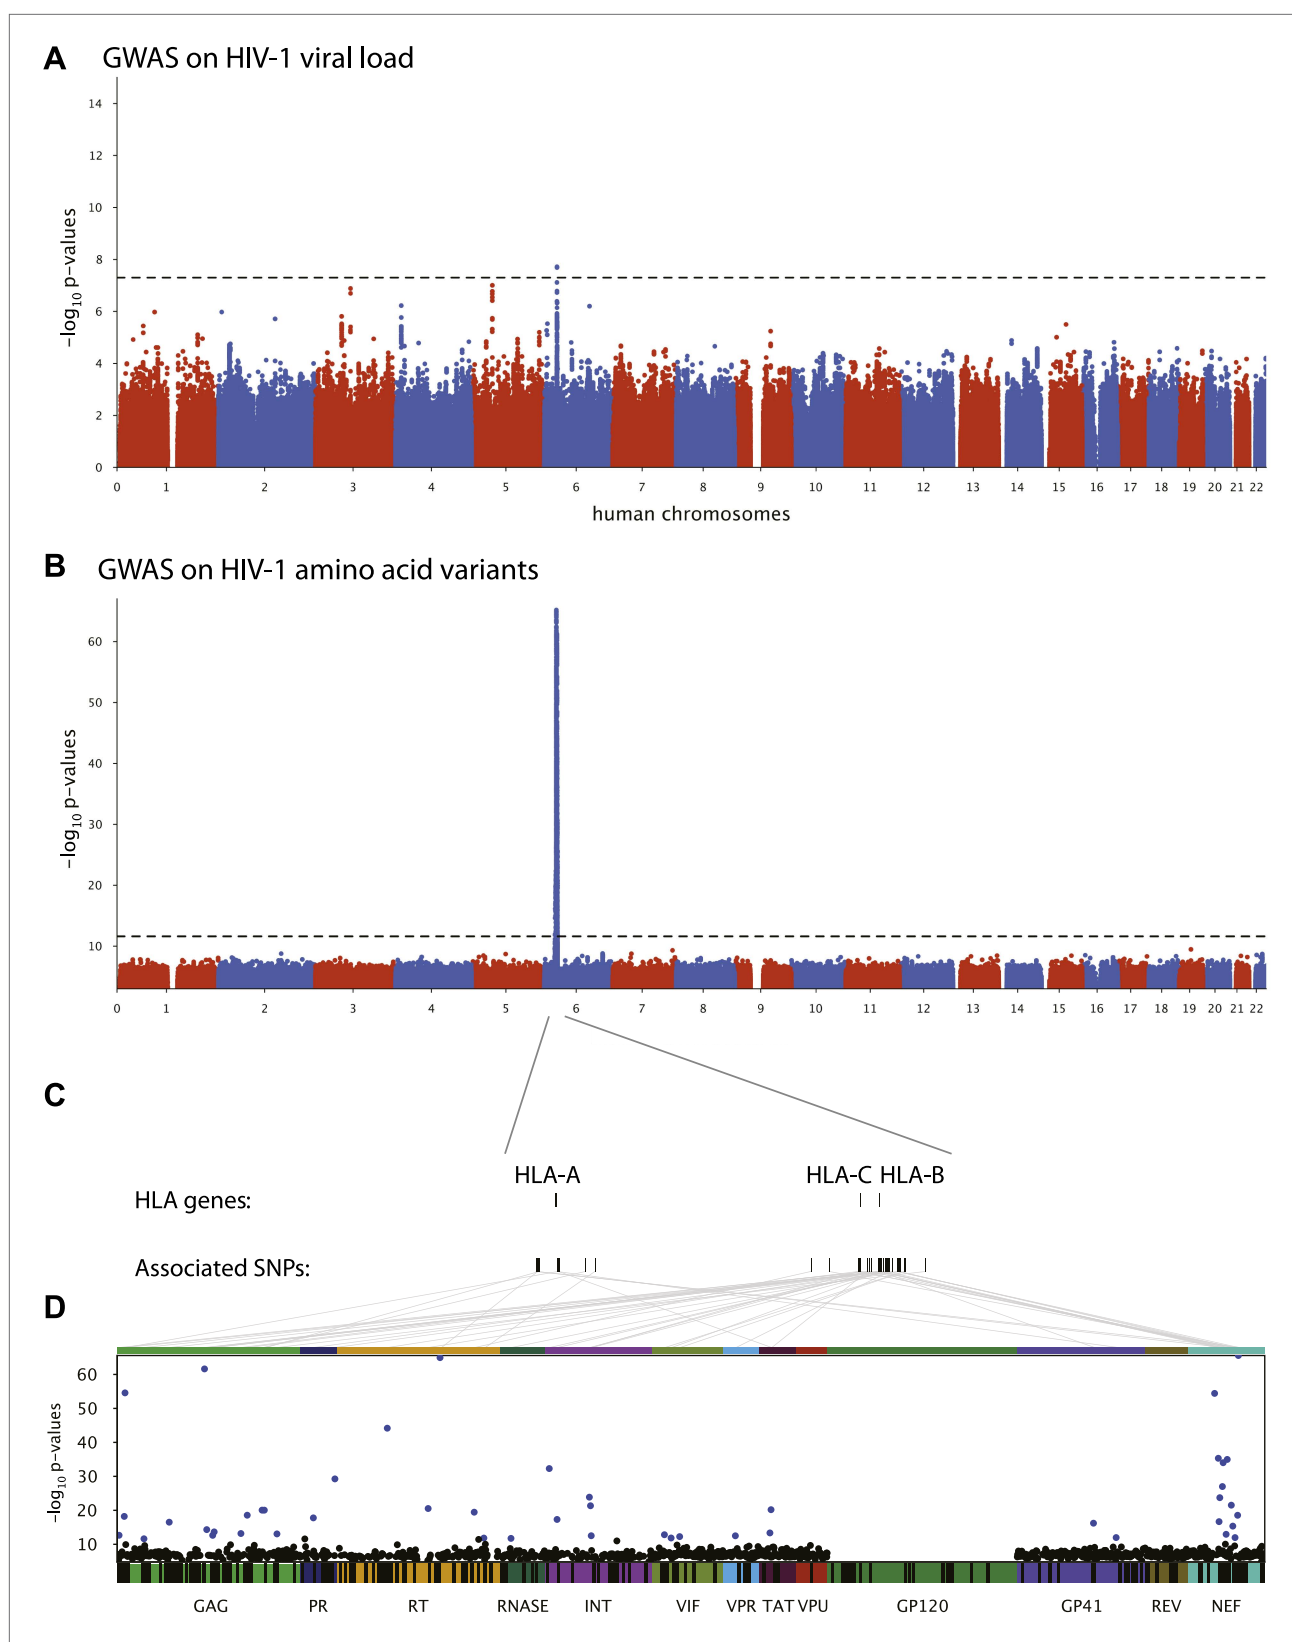 A GWAS on HIV-1 viral load
14
12
10
8
6
4
2
0
−log10 p−values
0 1 2 3 4 5 6 7 8 9 10 11 12 13 14 15 16 17 18 19 20 21 22
human chromosomes
B GWAS on HIV-1 amino acid variants
60
50
40
30
20
10
−log10 p−values
0 1 2 3 4 5 6 7 8 9 10 11 12 13 14 15 16 17 18 19 20 21 22
C
HLA-A HLA-C HLA-B
HLA genes:
Associated SNPs:
D
60
50
40
30
20
10
−log10 p−values
GAG PR RT RNASE INT VIF VPR TAT VPU GP120 GP41 REV NEF